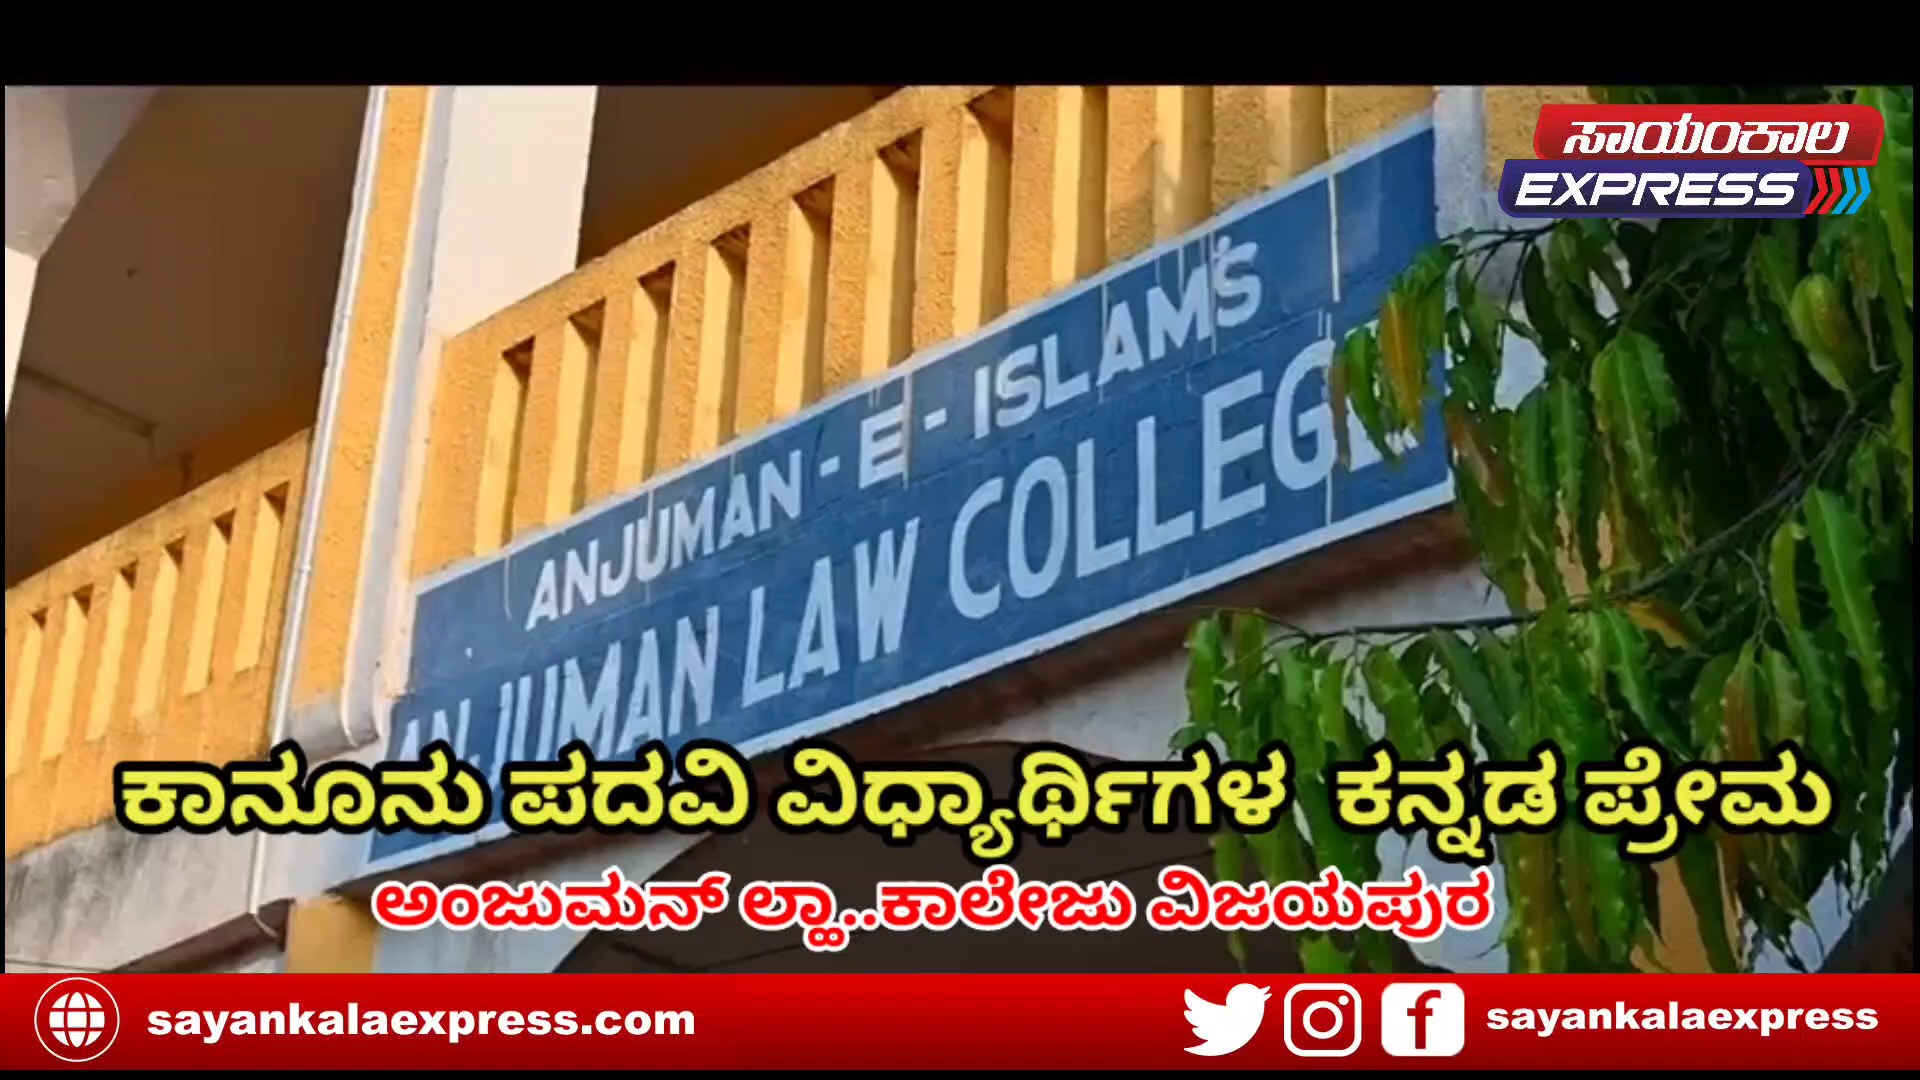 ಸಾಯಂಕಾಲ
EXPRESS
ANJUMAN - E - ISLAM'S
ANJUMAN LAW COLLEGE
ಕಾನೂನು ಪದವಿ ವಿಧ್ಯಾರ್ಥಿಗಳ ಕನ್ನಡ ಪ್ರೇಮ
ಅಂಜುಮನ್ ಲ್ಹಾ..ಕಾಲೇಜು ವಿಜಯಪುರ
sayankalaexpress.com
sayankalaexpress